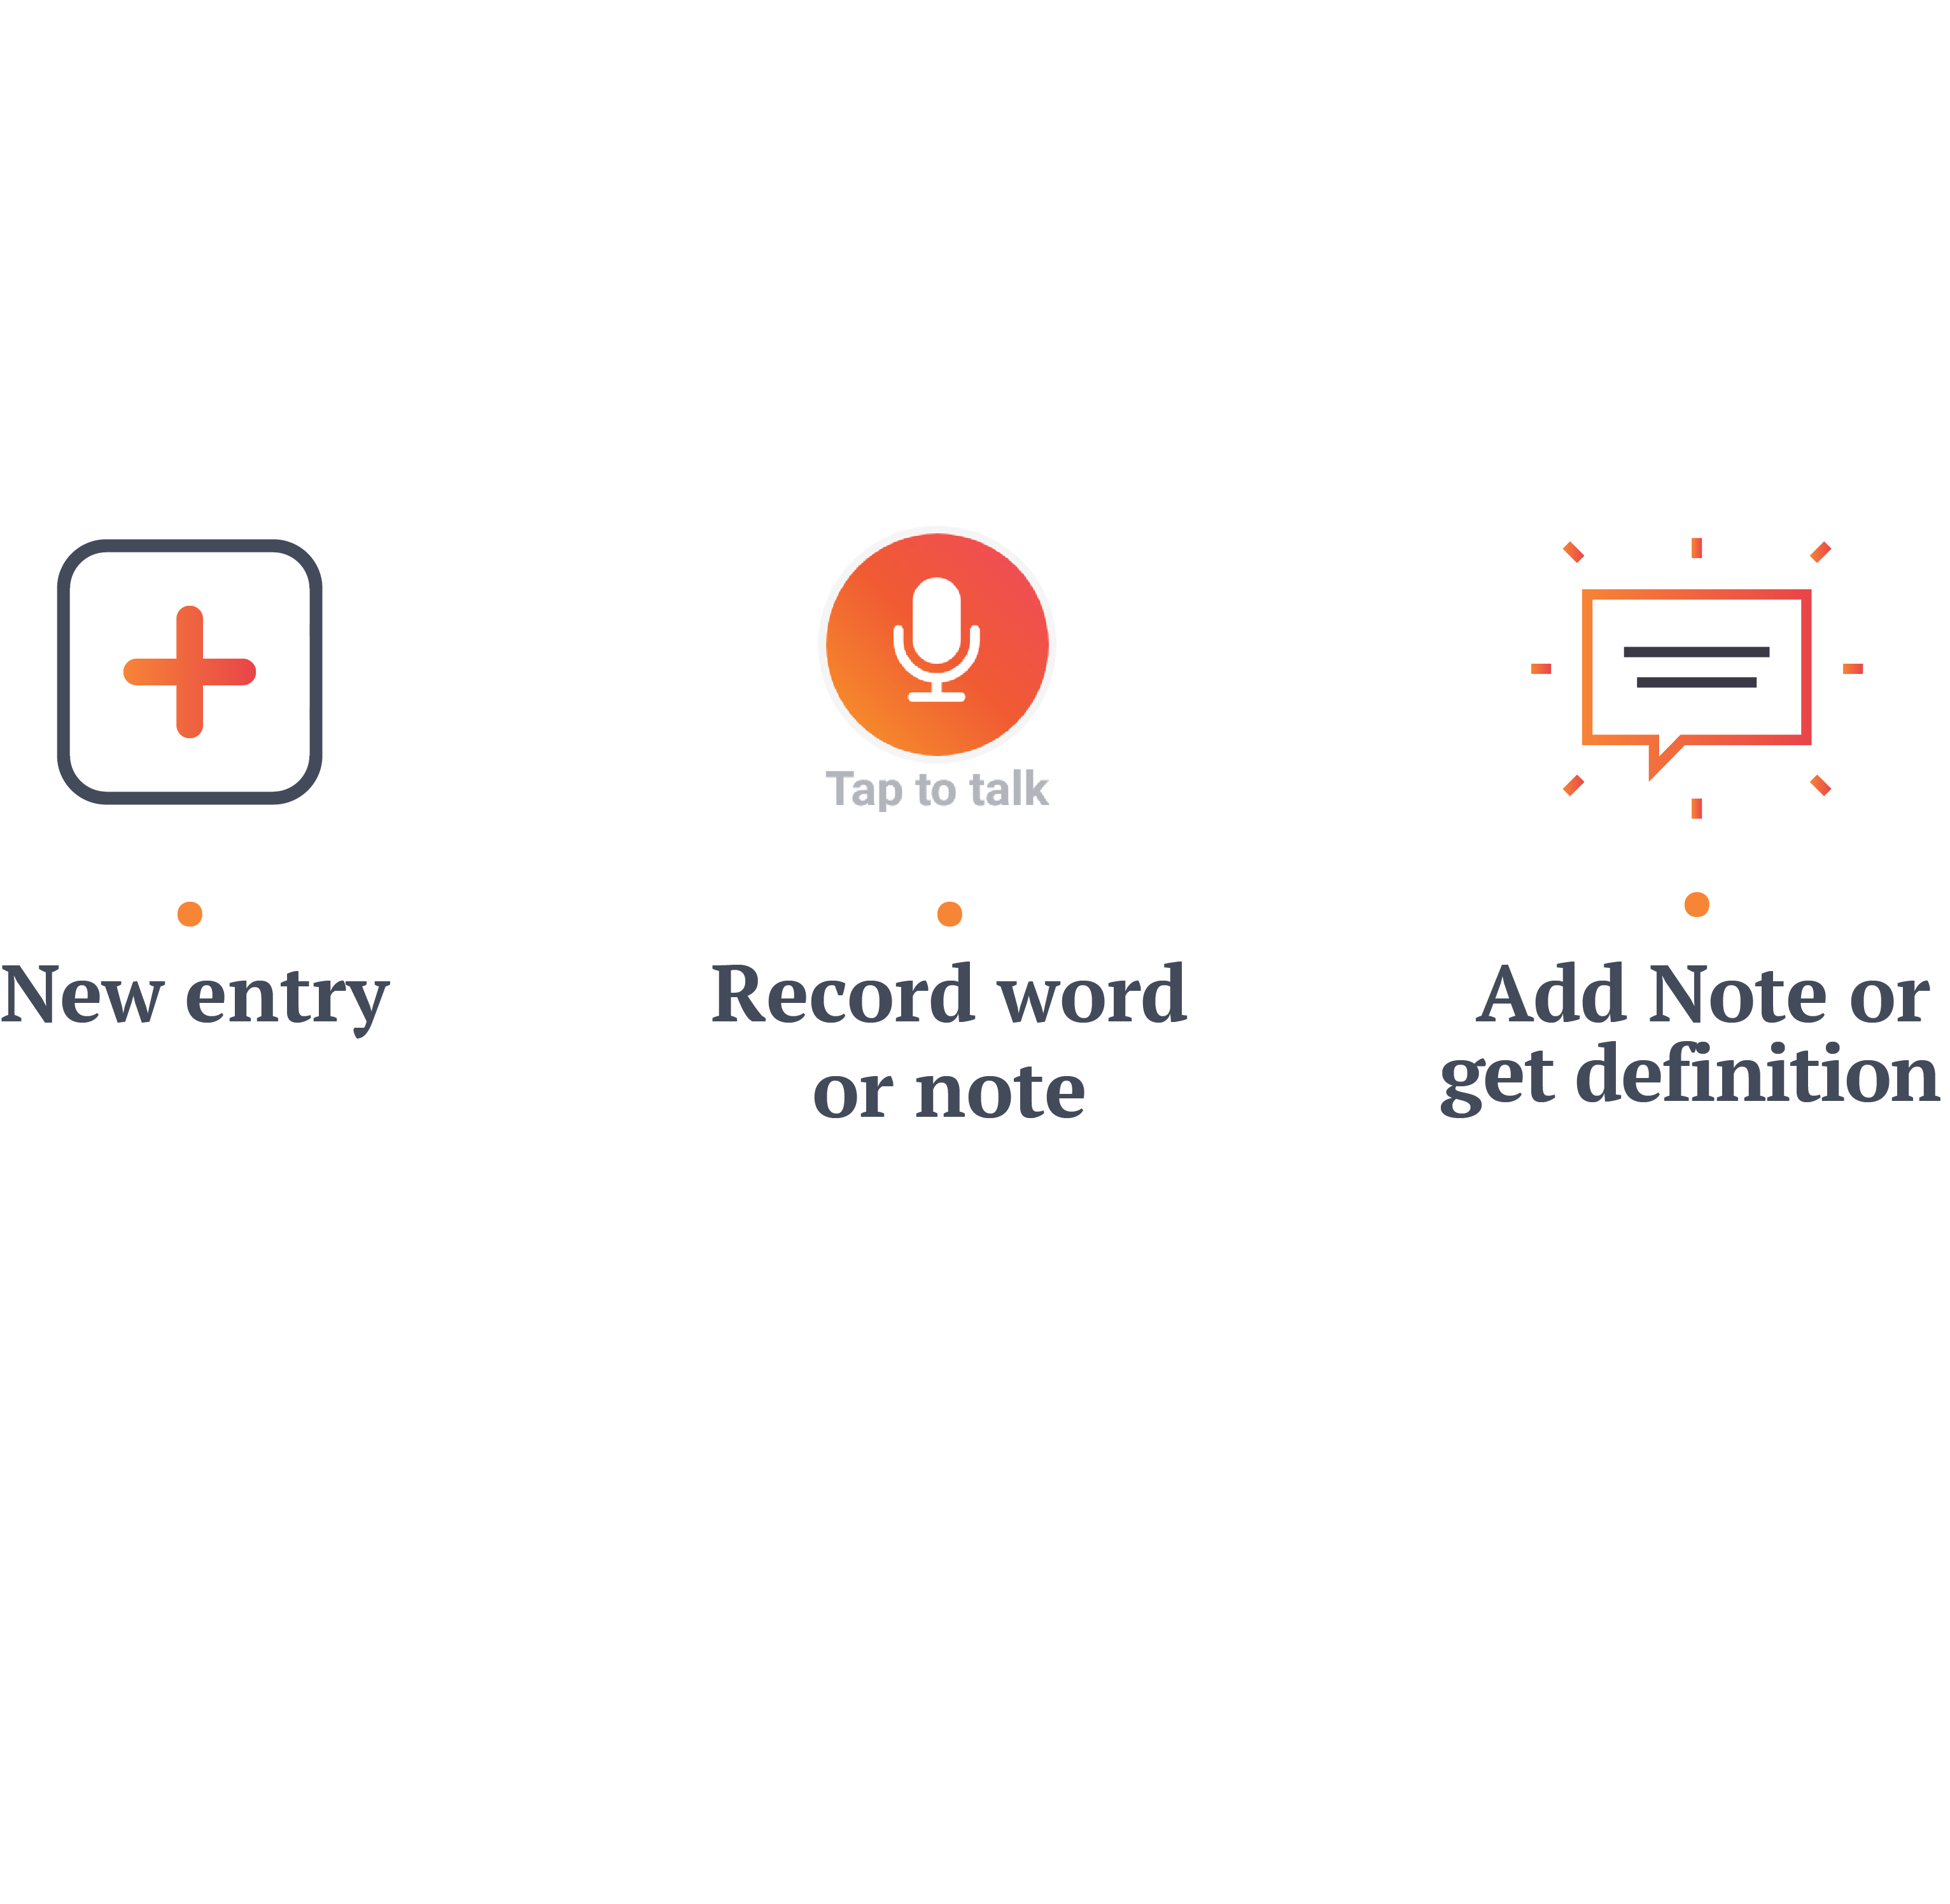 Tap to talk
New entry
Record word
or note
Add Note or
get definition